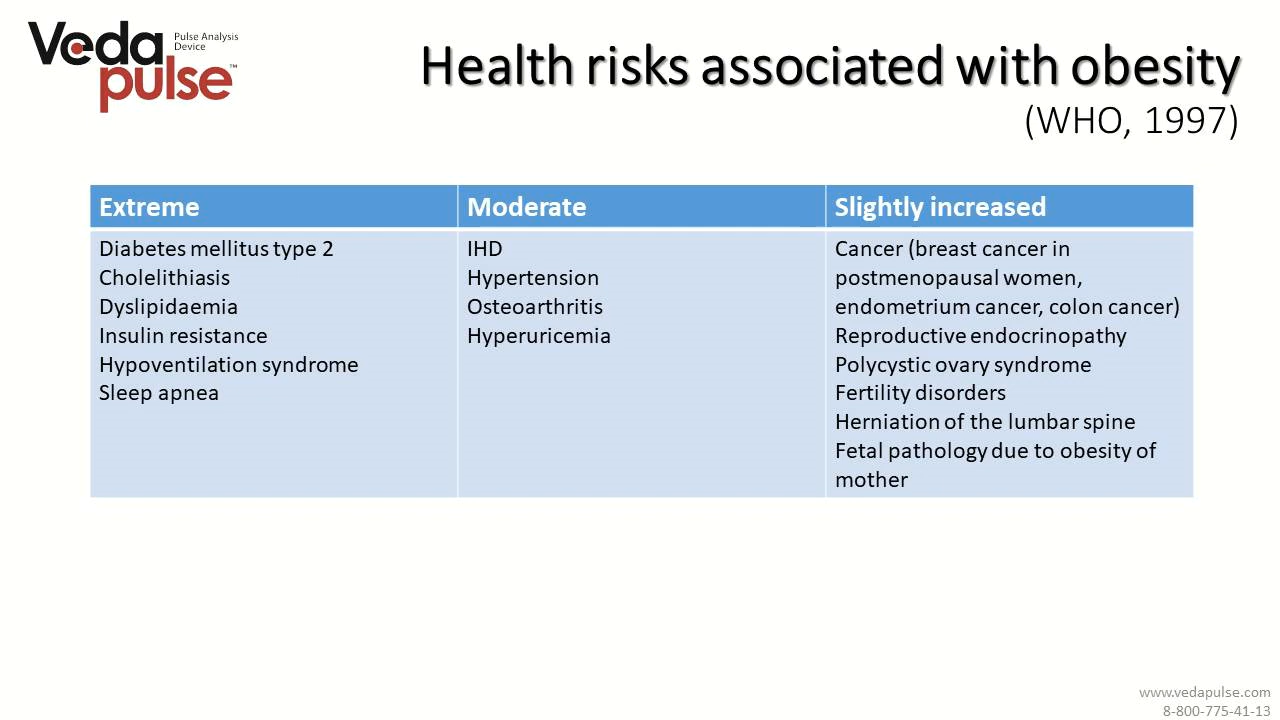 Veda
pulse™
Pulse Analysis
Device
Health risks associated with obesity
(WHO, 1997)
Extreme
Diabetes mellitus type 2
Cholelithiasis
Dyslipidaemia
Insulin resistance
Hypoventilation syndrome
Sleep apnea
Moderate
IHD
Hypertension
Osteoarthritis
Hyperuricemia
Slightly increased
Cancer (breast cancer in
postmenopausal women,
endometrium cancer, colon cancer)
Reproductive endocrinopathy
Polycystic ovary syndrome
Fertility disorders
Herniation of the lumbar spine
Fetal pathology due to obesity of
mother
www.vedapulse.com
8-800-775-41-13